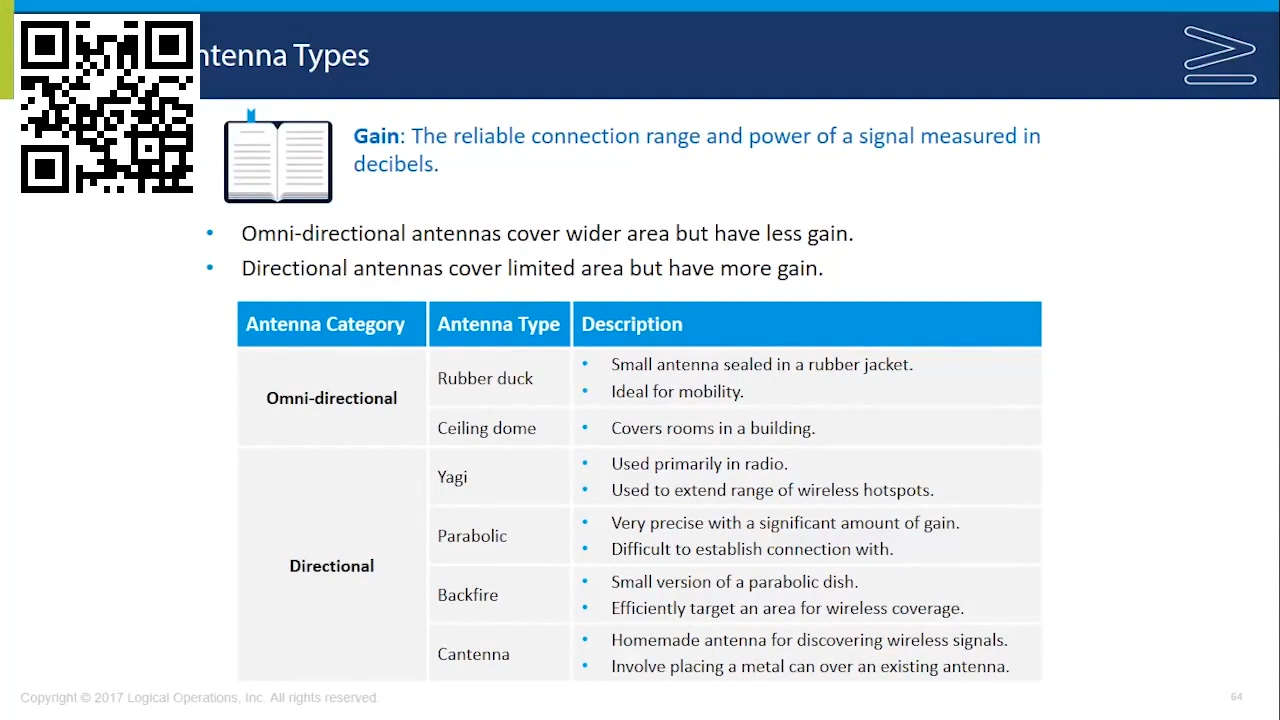 ntenna Types
Gain: The reliable connection range and power of a signal measured in
decibels.
• Omni-directional antennas cover wider area but have less gain.
• Directional antennas cover limited area but have more gain.
Antenna Category Antenna Type Description
Omni-directional
Rubber duck
• Small antenna sealed in a rubber jacket.
• Ideal for mobility.
Ceiling dome
• Covers rooms in a building.
Directional
Yagi
• Used primarily in radio.
• Used to extend range of wireless hotspots.
Parabolic
• Very precise with a significant amount of gain.
• Difficult to establish connection with.
Backfire
• Small version of a parabolic dish.
• Efficiently target an area for wireless coverage.
Cantenna
• Homemade antenna for discovering wireless signals.
• Involve placing a metal can over an existing antenna.
Copyright © 2017 Logical Operations, Inc. All rights reserved.
64